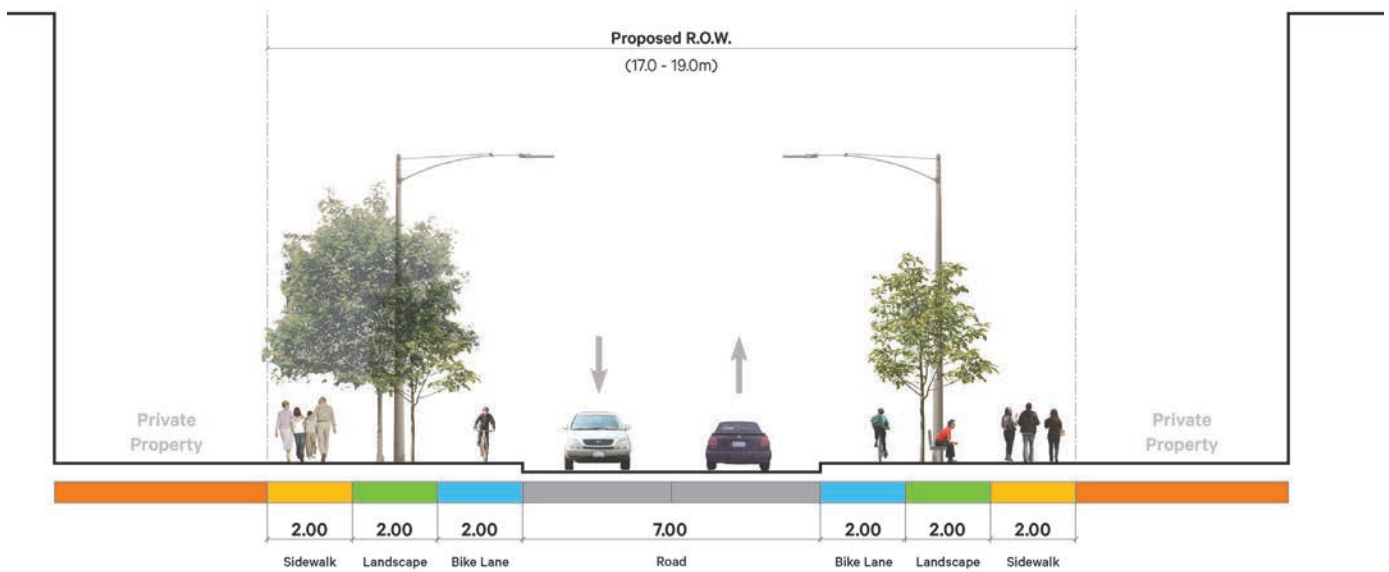 Proposed R.O.W.
(17.0 - 19.0m)
Private
Property
Private
Property
2.00 2.00 2.00 7.00 2.00 2.00 2.00
Sidewalk Landscape Bike Lane Road Bike Lane Landscape Sidewalk